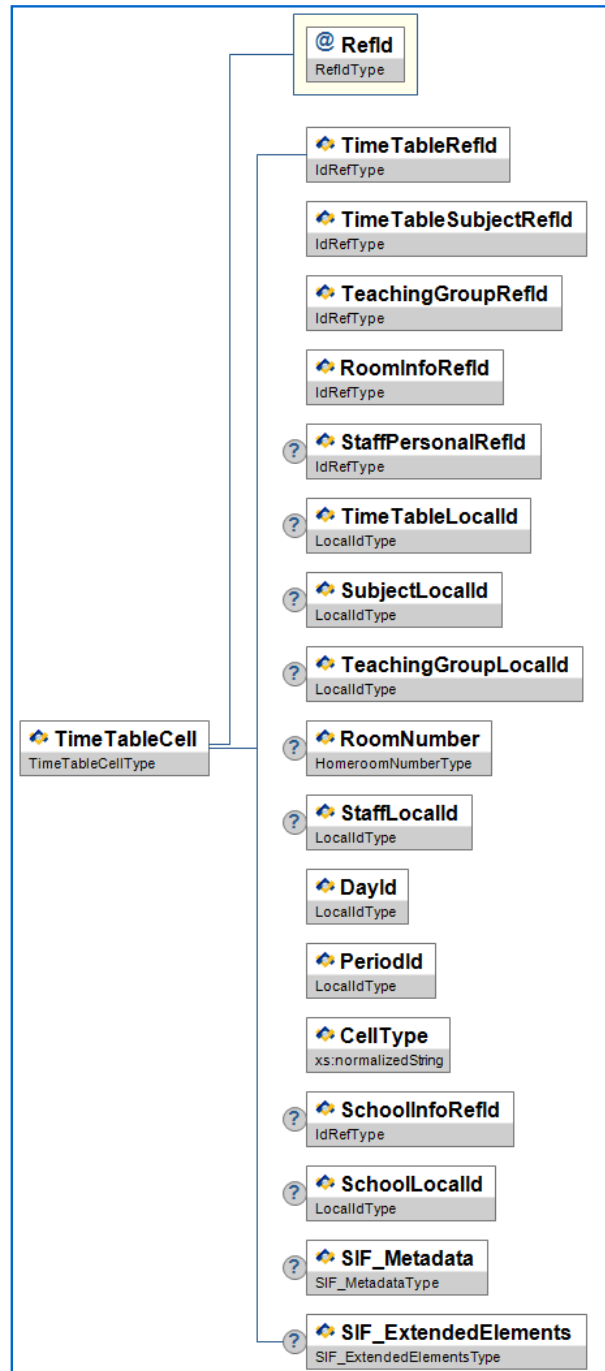 @ RefId
RefIdType
TimeTableRefId
IdRefType
TimeTableSubjectRefId
IdRefType
TeachingGroupRefId
IdRefType
RoomInfoRefId
IdRefType
? StaffPersonalRefId
IdRefType
? TimeTableLocalId
LocalIdType
? SubjectLocalId
LocalIdType
? TeachingGroupLocalId
LocalIdType
TimeTableCell
TimeTableCellType
? RoomNumber
HomeroomNumberType
? StaffLocalId
LocalIdType
DayId
LocalIdType
PeriodId
LocalIdType
CellType
xs:normalizedString
? SchoolInfoRefId
IdRefType
? SchoolLocalId
LocalIdType
? SIF_Metadata
SIF_MetadataType
? SIF_ExtendedElements
SIF_ExtendedElementsType